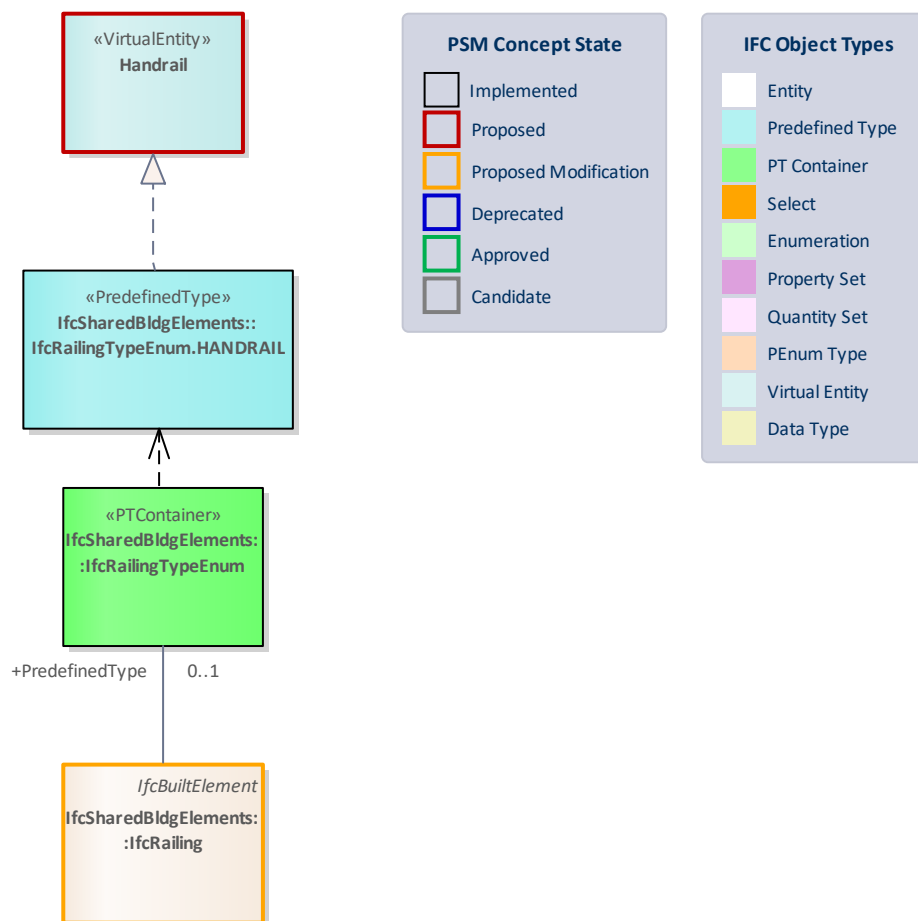 «VirtualEntity»
Handrail
«PredefinedType»
IfcSharedBldgElements::
IfcRailingTypeEnum.HANDRAIL
«PTContainer»
IfcSharedBldgElements:
:IfcRailingTypeEnum
+PredefinedType 0..1
IfcBuiltElement
IfcSharedBldgElements:
:IfcRailing
PSM Concept State
Implemented
Proposed
Proposed Modification
Deprecated
Approved
Candidate
IFC Object Types
Entity
Predefined Type
PT Container
Select
Enumeration
Property Set
Quantity Set
PEnum Type
Virtual Entity
Data Type